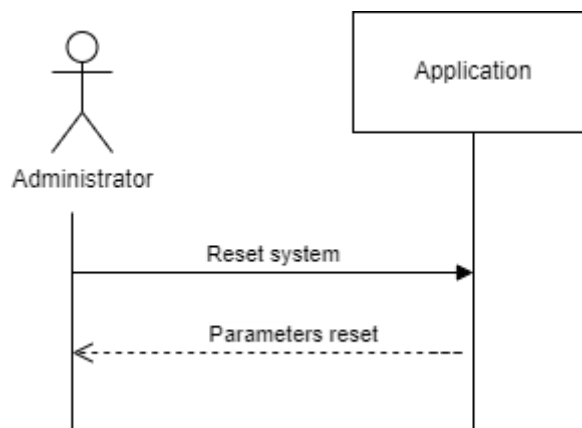 Application
Administrator
Reset system
Parameters reset